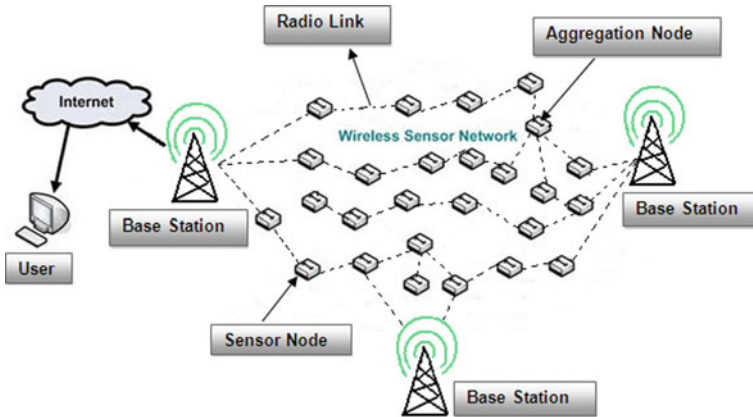 Radio Link
Aggregation Node
Internet
Wireless Sensor Network
Base Station
Base Station
User
Sensor Node
Base Station